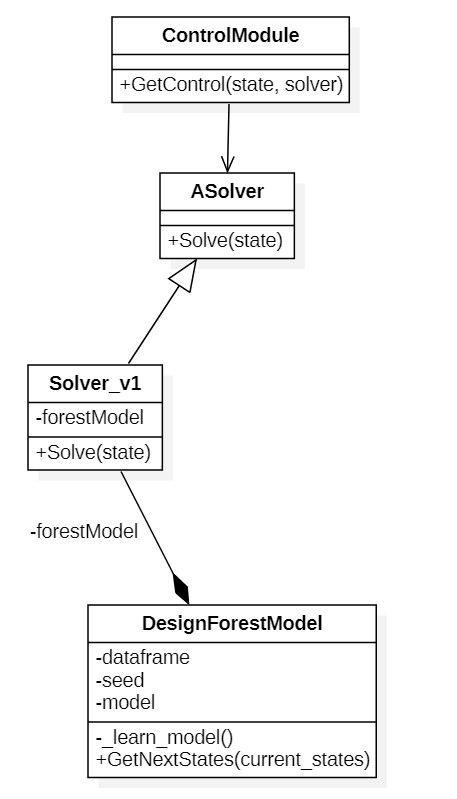 ControlModule
+GetControl(state, solver)
ASolver
+Solve(state)
Solver_v1
-forestModel
+Solve(state)
-forestModel
DesignForestModel
-dataframe
-seed
-model
-_learn_model()
+GetNextStates(current_states)